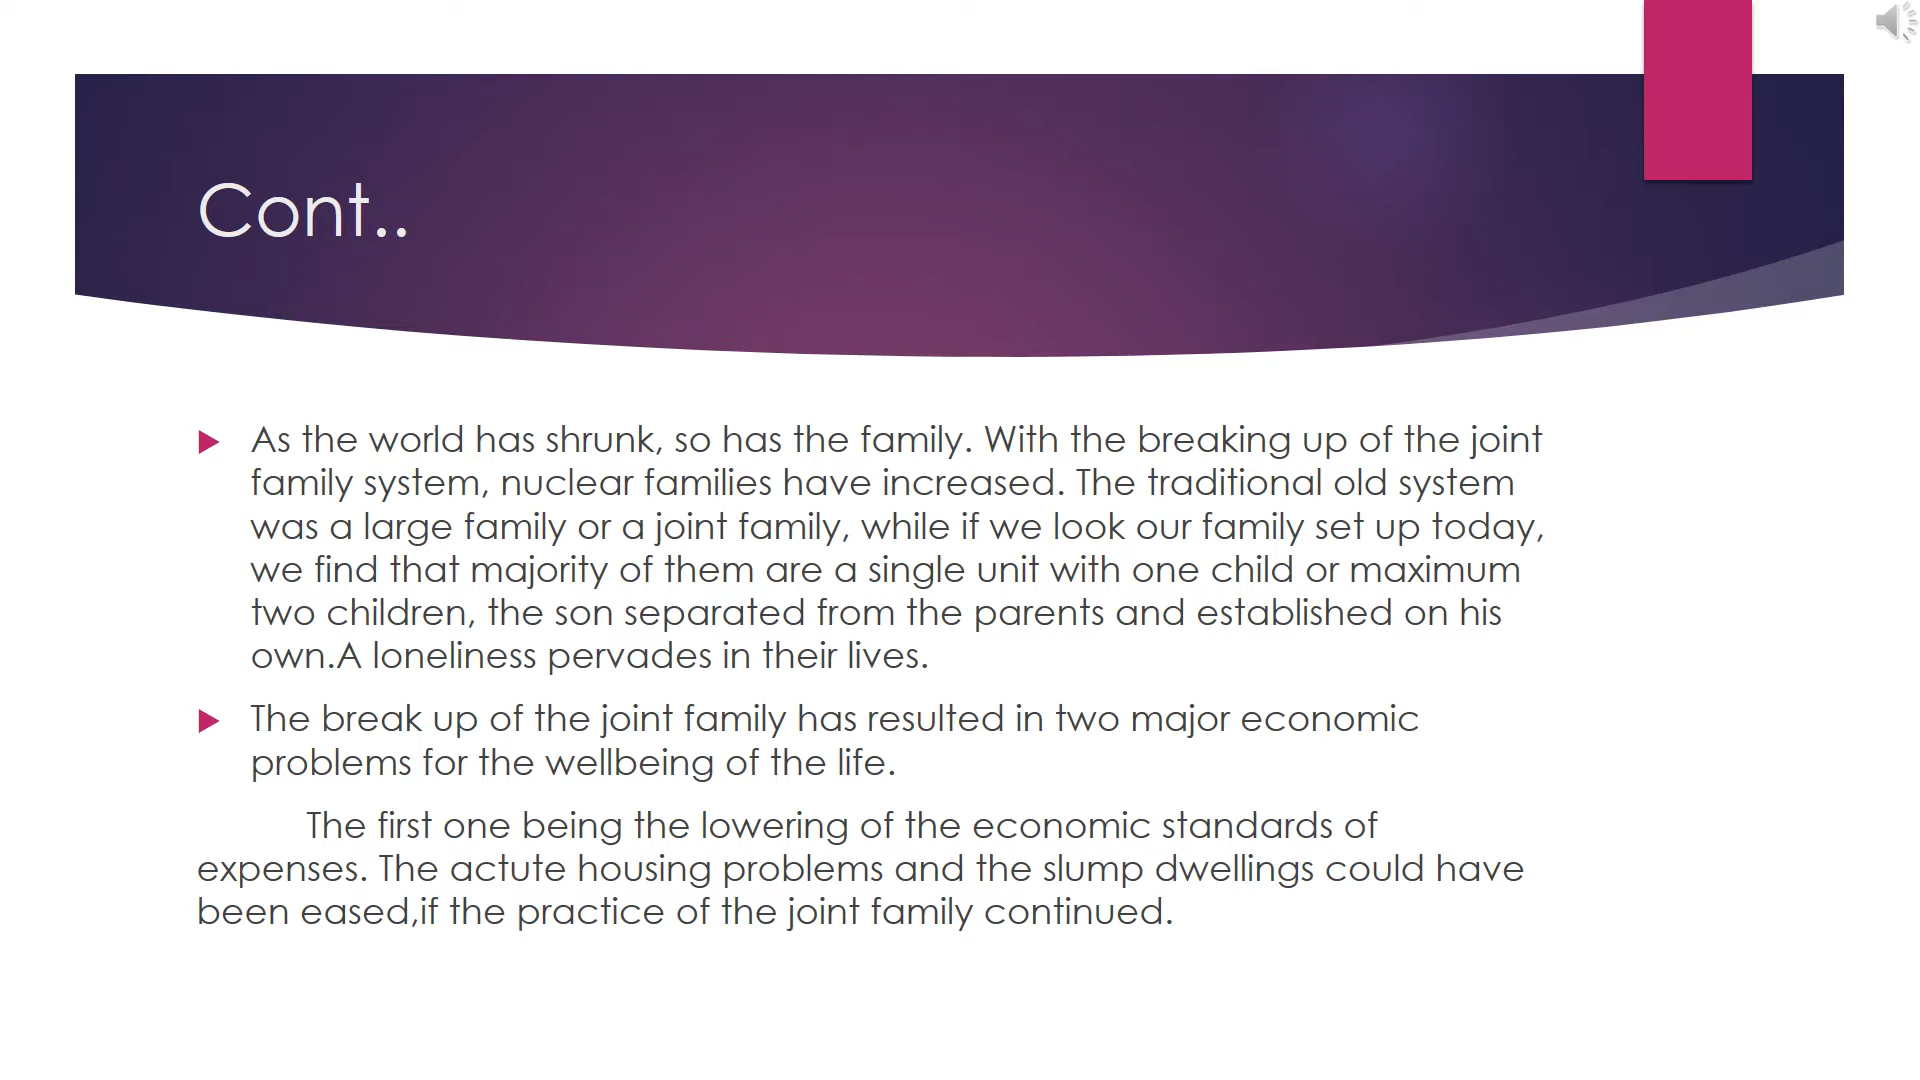 Cont..
As the world has shrunk, so has the family. With the breaking up of the joint
family system, nuclear families have increased. The traditional old system
was a large family or a joint family, while if we look our family set up today,
we find that majority of them are a single unit with one child or maximum
two children, the son separated from the parents and established on his
own.A loneliness pervades in their lives.
The break up of the joint family has resulted in two major economic
problems for the wellbeing of the life.
The first one being the lowering of the economic standards of
expenses. The actute housing problems and the slump dwellings could have
been eased,if the practice of the joint family continued.